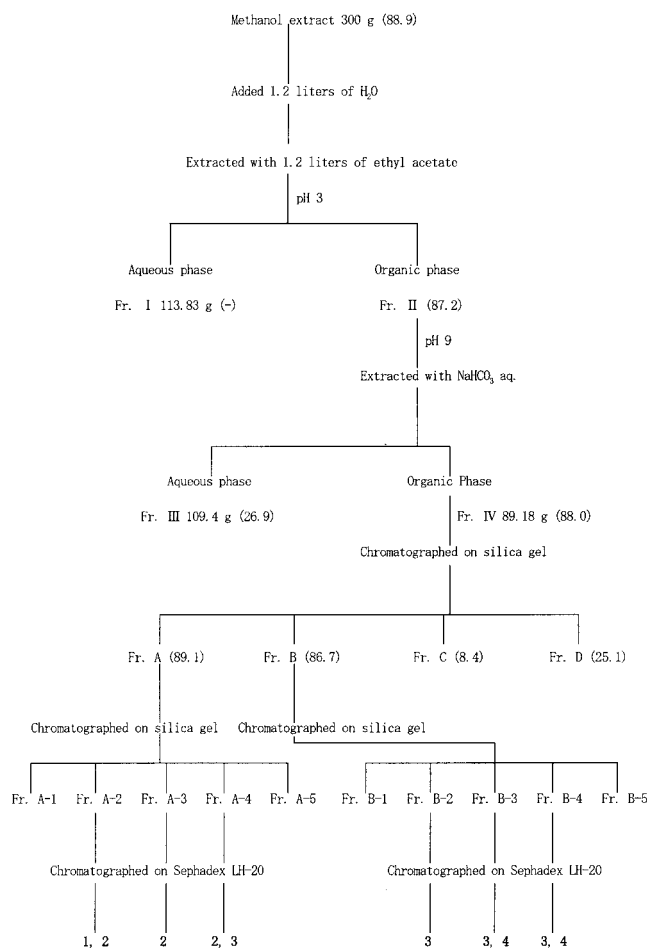 Methanol extract 300 g (88.9)
Added 1.2 liters of H₂O
Extracted with 1.2 liters of ethyl acetate
pH 3
Aqueous phase Organic phase
Fr. I 113.83 g (-) Fr. II (87.2)
pH 9
Extracted with NaHCO₃ aq.
Aqueous phase Organic Phase
Fr. III 109.4 g (26.9) Fr. IV 89.18 g (88.0)
Chromatographed on silica gel
Fr. A (89.1) Fr. B (86.7) Fr. C (8.4) Fr. D (25.1)
Chromatographed on silica gel Chromatographed on silica gel
Fr. A-1 Fr. A-2 Fr. A-3 Fr. A-4 Fr. A-5 Fr. B-1 Fr. B-2 Fr. B-3 Fr. B-4 Fr. B-5
Chromatographed on Sephadex LH-20 Chromatographed on Sephadex LH-20
1, 2 2 2, 3 3 3, 4 3, 4